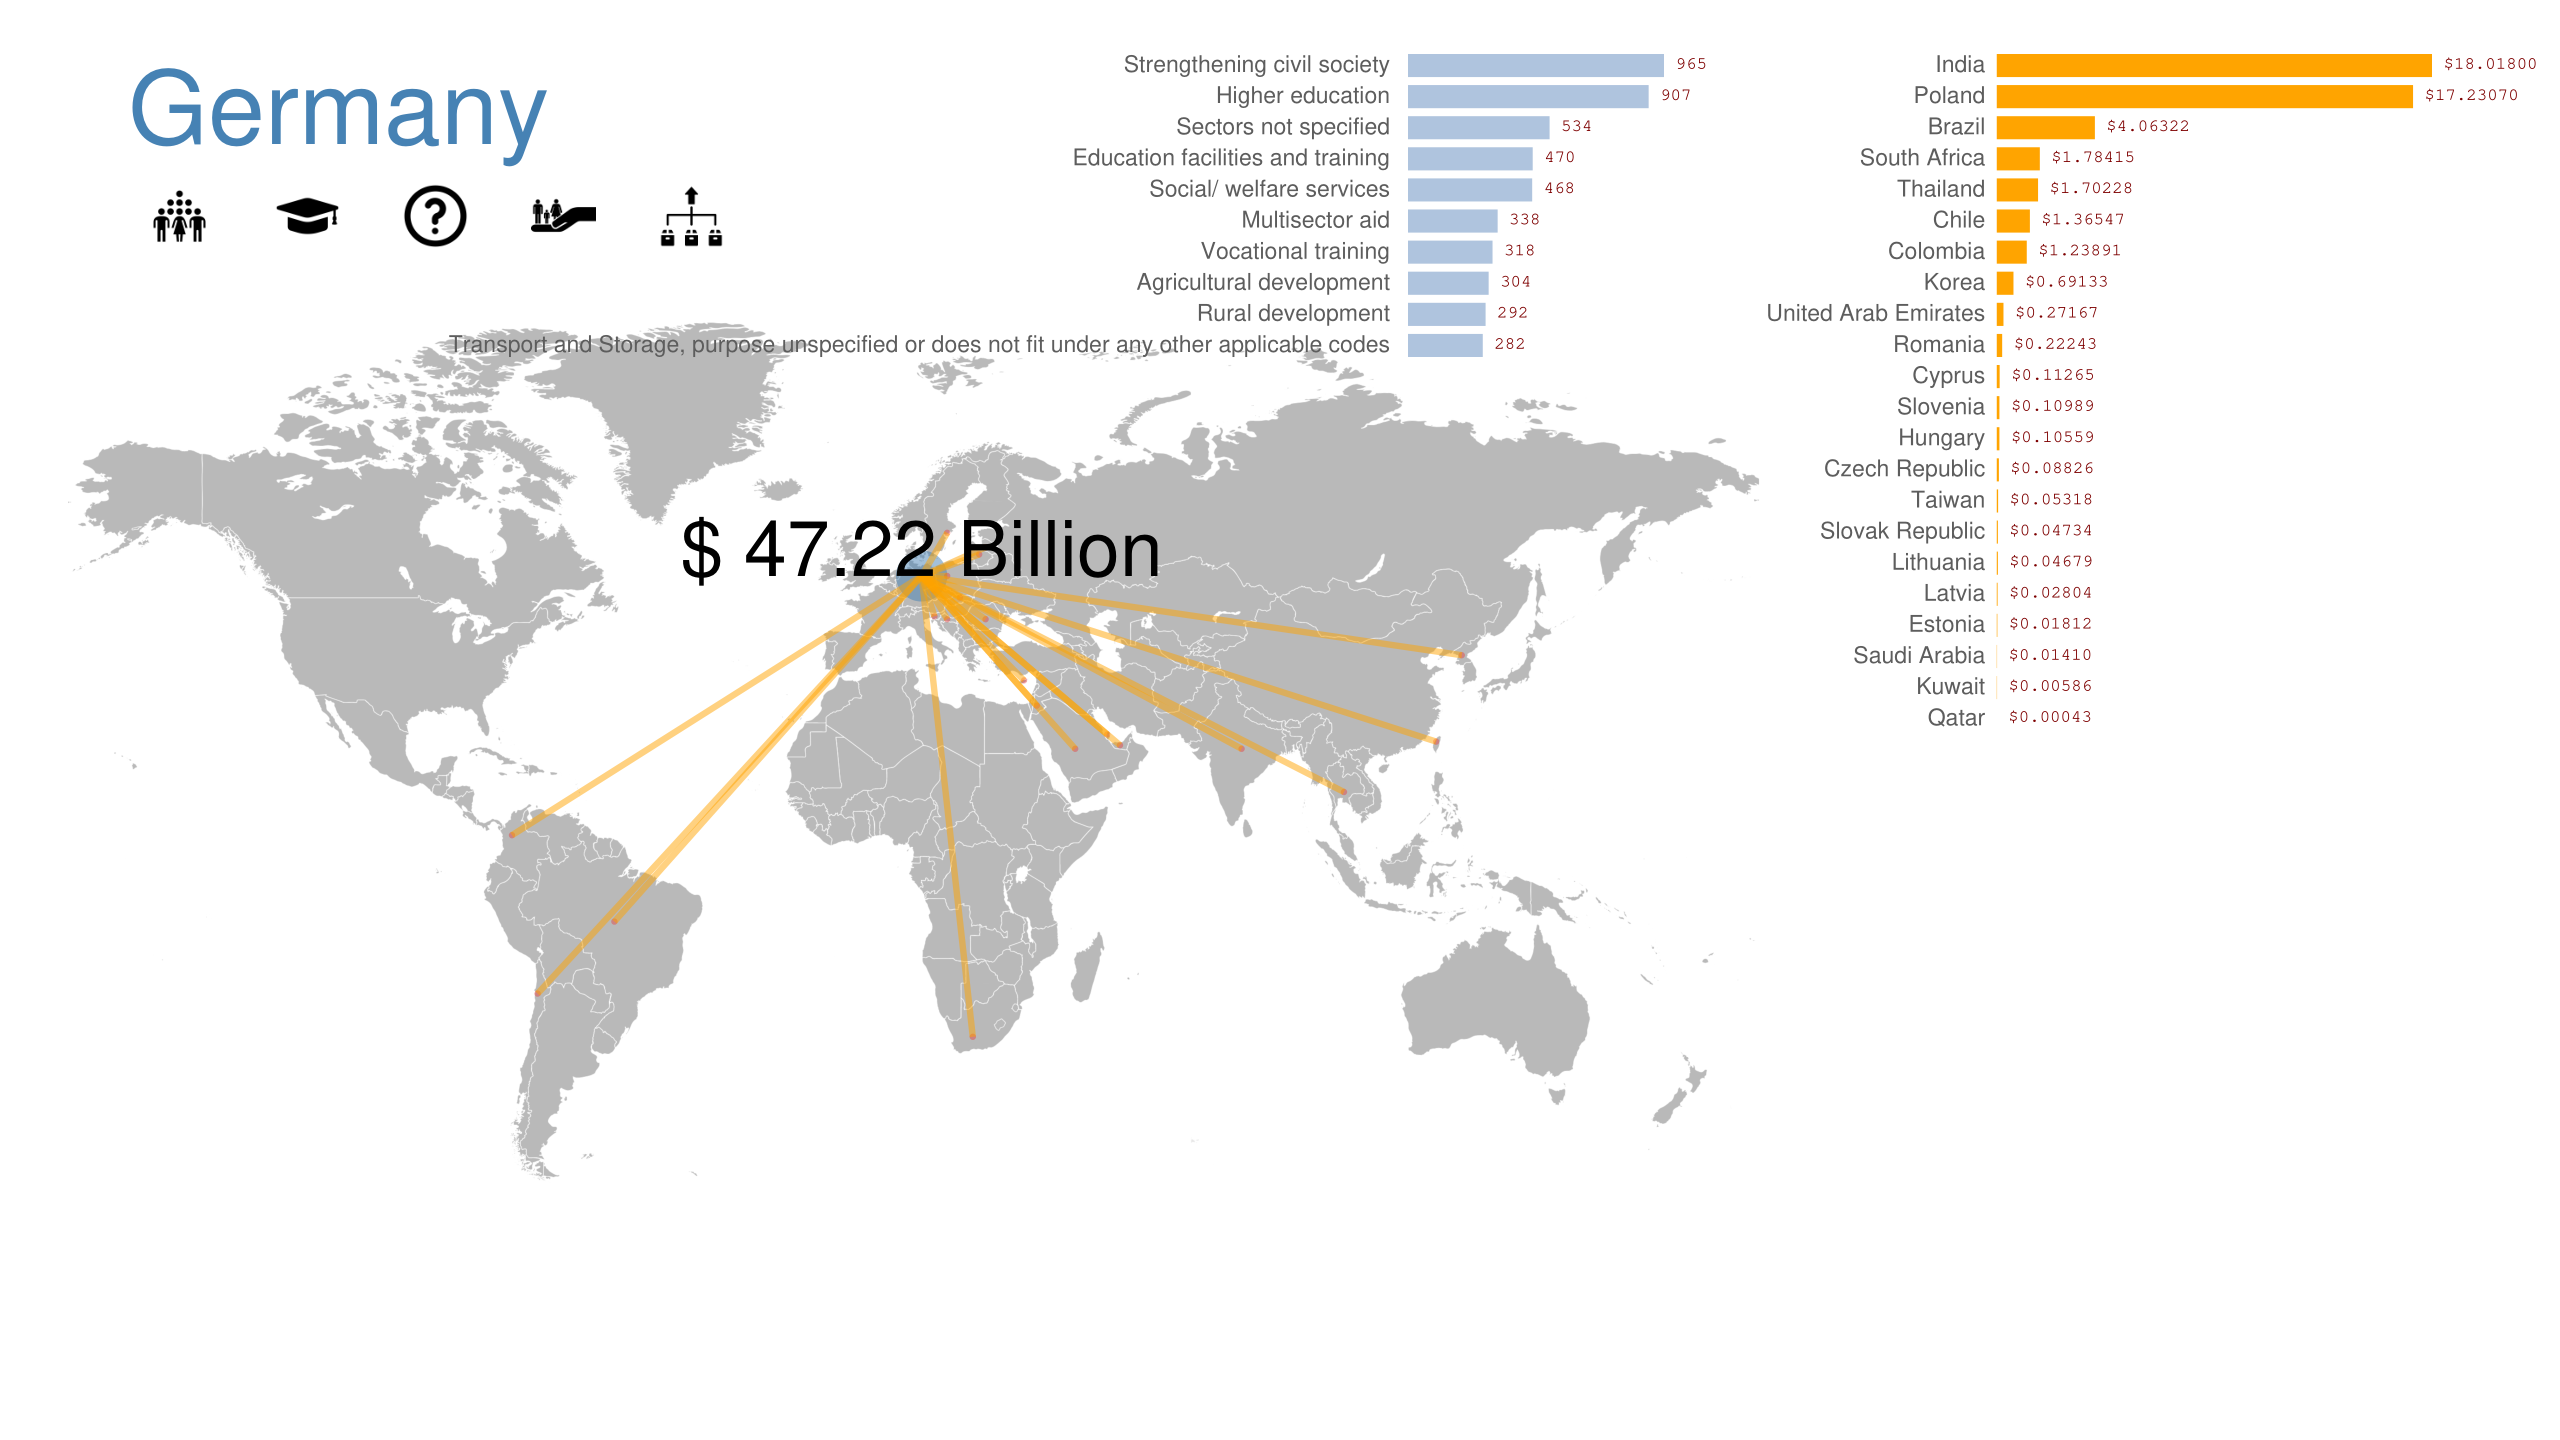 Germany
?
Strengthening civil society 965
Higher education 907
Sectors not specified 534
Education facilities and training 470
Social/ welfare services 468
Multisector aid 338
Vocational training 318
Agricultural development 304
Rural development 292
Transport and Storage, purpose unspecified or does not fit under any other applicable codes 282
India $18.01800
Poland $17.23070
Brazil $4.06322
South Africa $1.78415
Thailand $1.70228
Chile $1.36547
Colombia $1.23891
Korea $0.69133
United Arab Emirates $0.27167
Romania $0.22243
Cyprus $0.11265
Slovenia $0.10989
Hungary $0.10559
Czech Republic $0.08826
Taiwan $0.05318
Slovak Republic $0.04734
Lithuania $0.04679
Latvia $0.02804
Estonia $0.01812
Saudi Arabia $0.01410
Kuwait $0.00586
Qatar $0.00043
$ 47.22 Billion